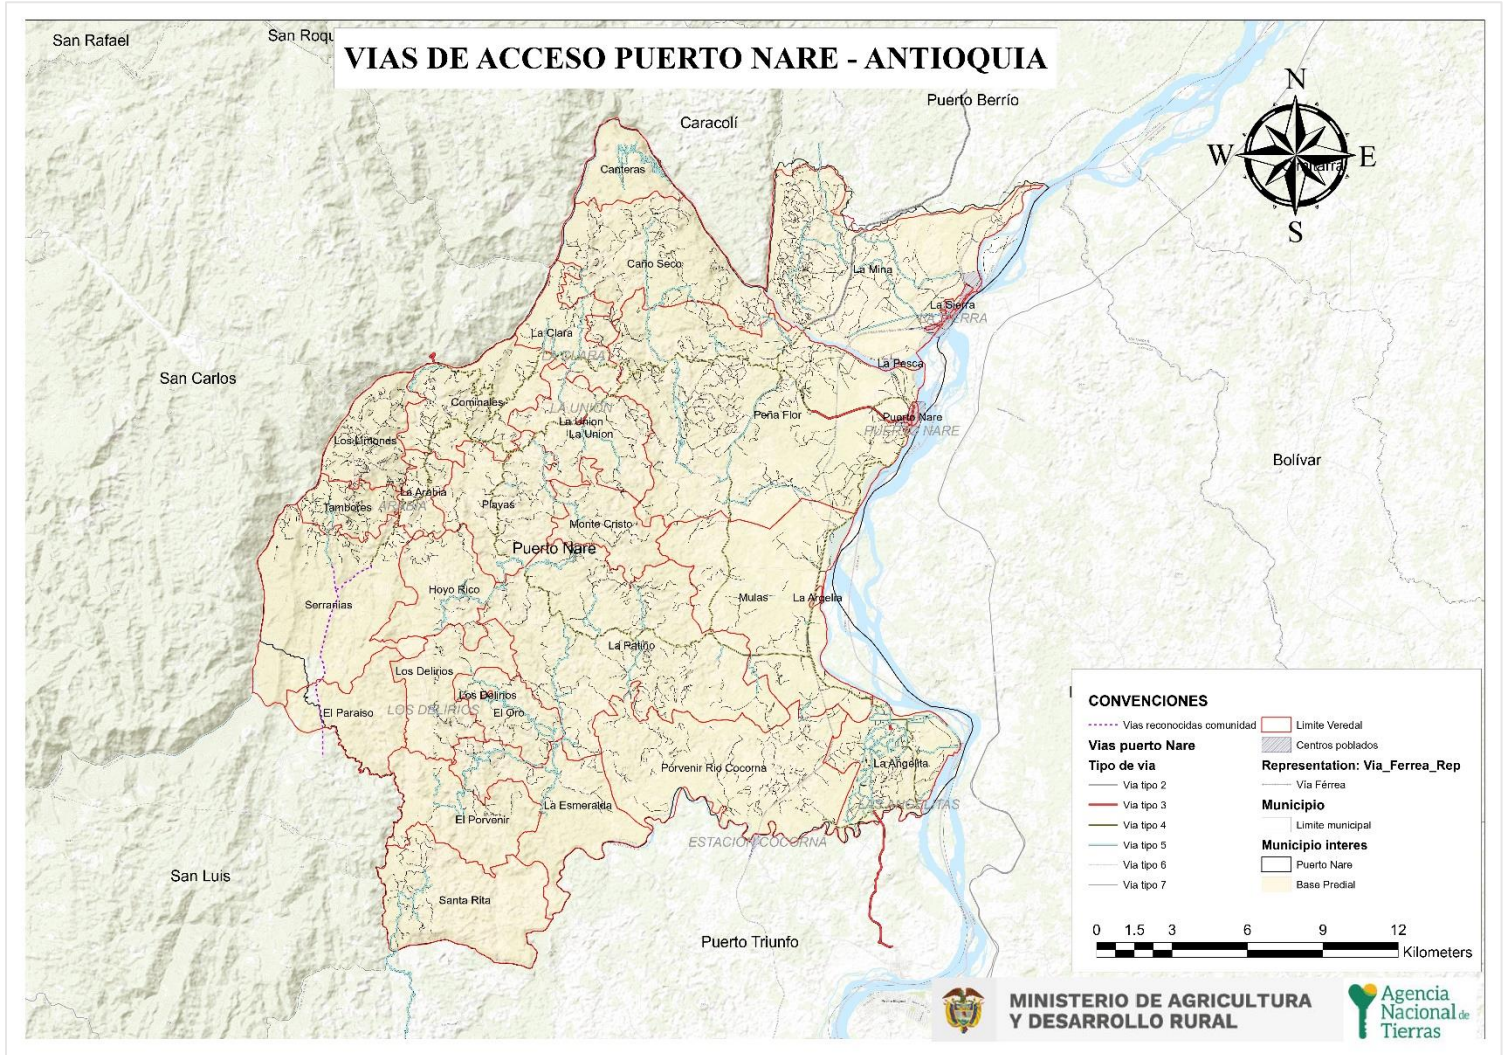 San Rafael
San Roqu
VIAS DE ACCESO PUERTO NARE - ANTIOQUIA
Puerto Berrío
Caracolí
N
W
E
S
Canteras
Caño Seco
La Mina
La Sierra
La Clara
La Pesca
San Carlos
Cominales
LA UNION
La Union
La Union
Peña Flor
Puerto Nare
PUERTO NARE
Los Limones
Bolívar
La Arabia
Tambores
ARABIA
Playas
Monte Cristo
Puerto Nare
Hoyo Rico
Serranias
Mulas
La Argelia
La Patiño
Los Delirios
Los Delirios
El Oro
LOS DELIRIOS
El Paraiso
Porvenir Rio Cocorna
La Angelita
LAS ANGELITAS
La Esmeralda
El Porvenir
ESTACION COCORNA
San Luis
Santa Rita
Puerto Triunfo
CONVENCIONES
Vias reconocidas comunidad
Limite Veredal
Vias puerto Nare
Centros poblados
Tipo de via
Representation: Via_Ferrea_Rep
Via tipo 2
Vía Férrea
Via tipo 3
Municipio
Via tipo 4
Limite municipal
Via tipo 5
Municipio interes
Via tipo 6
Puerto Nare
Via tipo 7
Base Predial
0 1.5 3 6 9 12
Kilometers
MINISTERIO DE AGRICULTURA
Y DESARROLLO RURAL
Agencia
Nacional de
Tierras